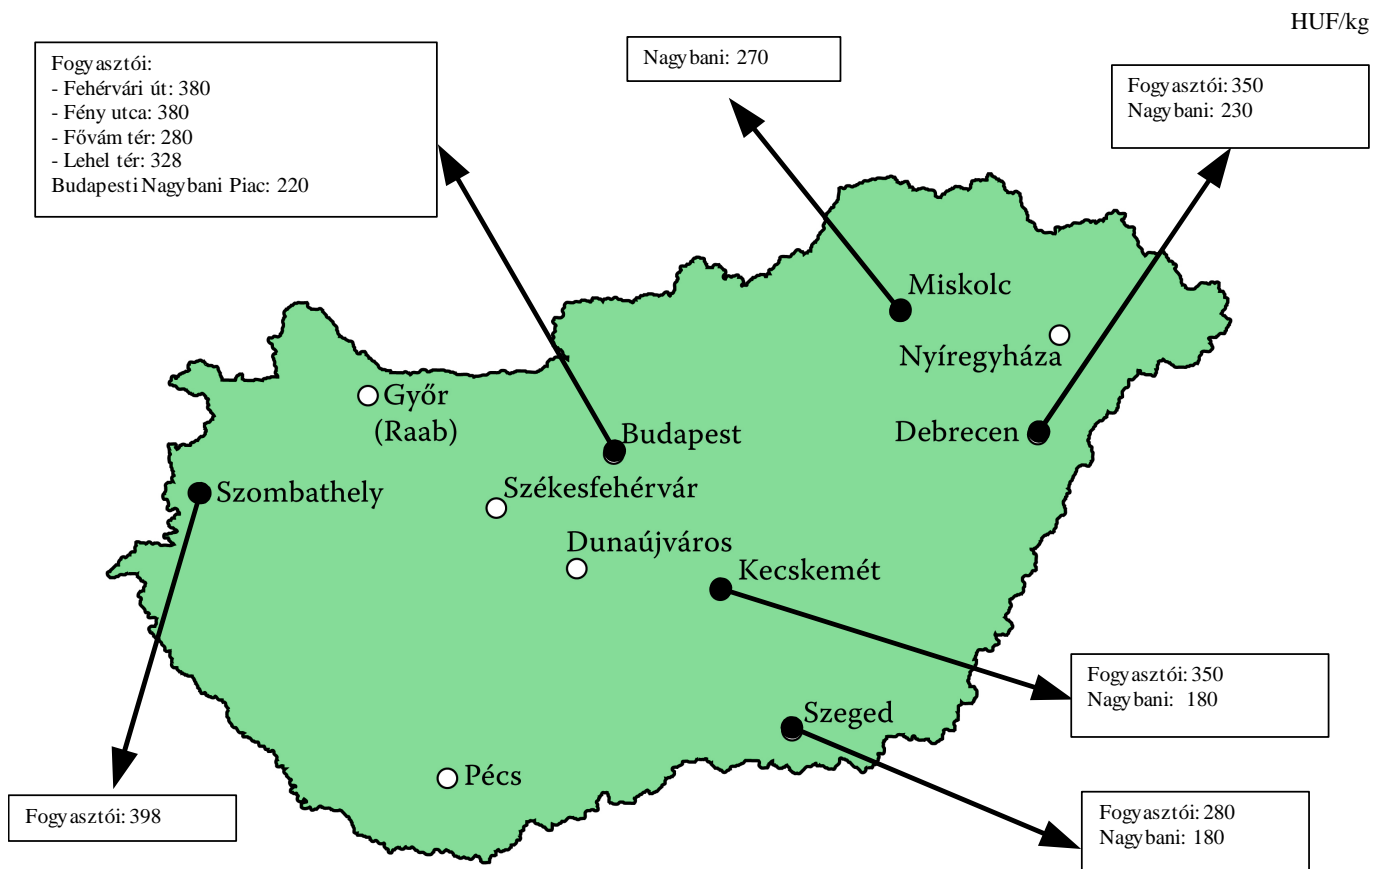 HUF/kg
Fogyasztói:
- Fehérvári út: 380
- Fény utca: 380
- Fővám tér: 280
- Lehel tér: 328
Budapesti Nagybani Piac: 220
Nagybani: 270
Fogyasztói: 350
Nagybani: 230
Miskolc
Nyíregyháza
Győr
(Raab)
Budapest
Debrecen
Szombathely
Székesfehérvár
Dunaújváros
Kecskemét
Fogyasztói: 350
Nagybani: 180
Szeged
Pécs
Fogyasztói: 398
Fogyasztói: 280
Nagybani: 180